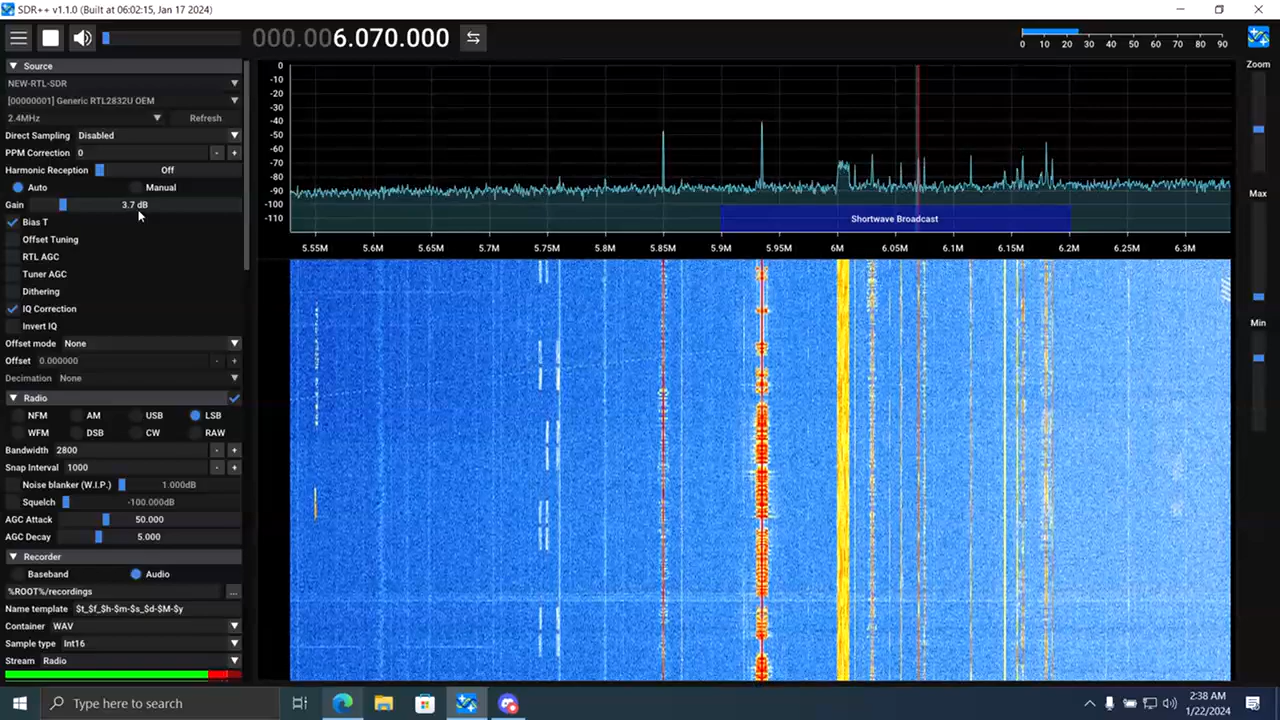 SDR++ v1.1.0 (Built at 06:02:15, Jan 17 2024)
000.006.070.000
0 10 20 30 40 50 60 70 80 90
Source
NEW-RTL-SDR
[00000001] Generic RTL2832U OEM
2.4MHz Refresh
Direct Sampling Disabled
PPM Correction 0 - +
Harmonic Reception Off
Auto Manual
Gain 3.7 dB
Bias T
Offset Tuning
RTL AGC
Tuner AGC
Dithering
IQ Correction
Invert IQ
Offset mode None
Offset 0.000000 - +
Decimation None
Radio
NFM AM USB LSB
WFM DSB CW RAW
Bandwidth 2800 - +
Snap Interval 1000 - +
Noise blanker (W.I.P.) 1.000dB
Squelch -100.000dB
AGC Attack 50.000
AGC Decay 5.000
Recorder
Baseband Audio
%ROOT%/recordings ...
Name template $t_$f_$h-$m-$s_$d-$M-$y
Container WAV
Sample type Int16
Stream Radio
0
-10
-20
-30
-40
-50
-60
-70
-80
-90
-100
-110
Shortwave Broadcast
5.55M 5.6M 5.65M 5.7M 5.75M 5.8M 5.85M 5.9M 5.95M 6M 6.05M 6.1M 6.15M 6.2M 6.25M 6.3M
Zoom
Max
Min
Type here to search
2:38 AM
1/22/2024